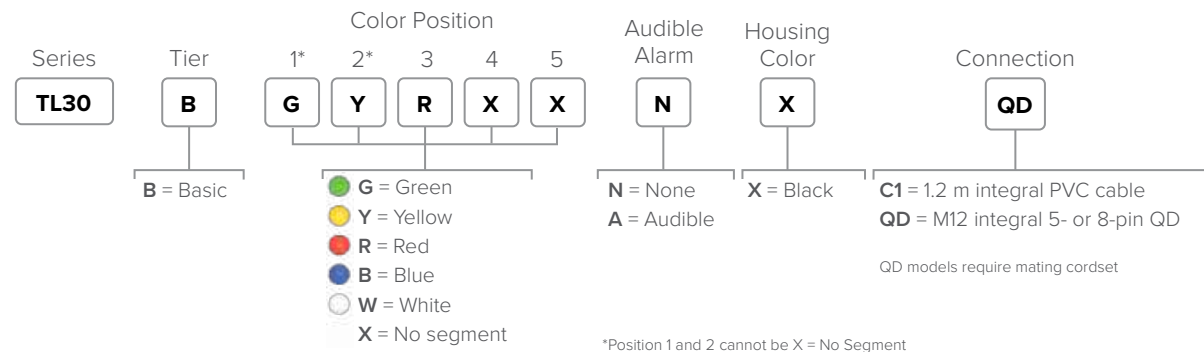 Color Position
Series Tier 1* 2* 3 4 5 Audible Alarm Housing Color Connection
TL30 B G Y R X X N X QD
B = Basic
G = Green
Y = Yellow
R = Red
B = Blue
W = White
X = No segment
N = None
A = Audible
X = Black
C1 = 1.2 m integral PVC cable
QD = M12 integral 5- or 8-pin QD
QD models require mating cordset
*Position 1 and 2 cannot be X = No Segment